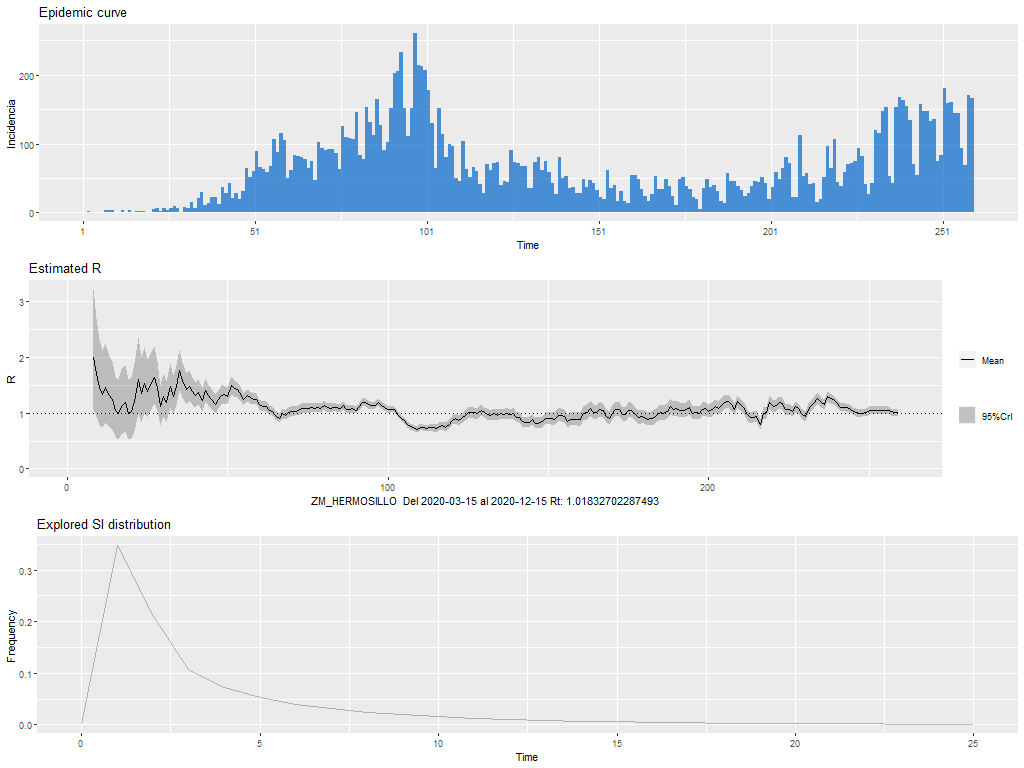 Epidemic curve
Incidencia
200
100
0
1 51 101 151 201 251
Time
Estimated R
R
3
2
1
0
0 100 200
Mean
95%CrI
ZM_HERMOSILLO Del 2020-03-15 al 2020-12-15 Rt: 1.01832702287493
Explored SI distribution
Frequency
0.3
0.2
0.1
0.0
0 5 10 15 20 25
Time